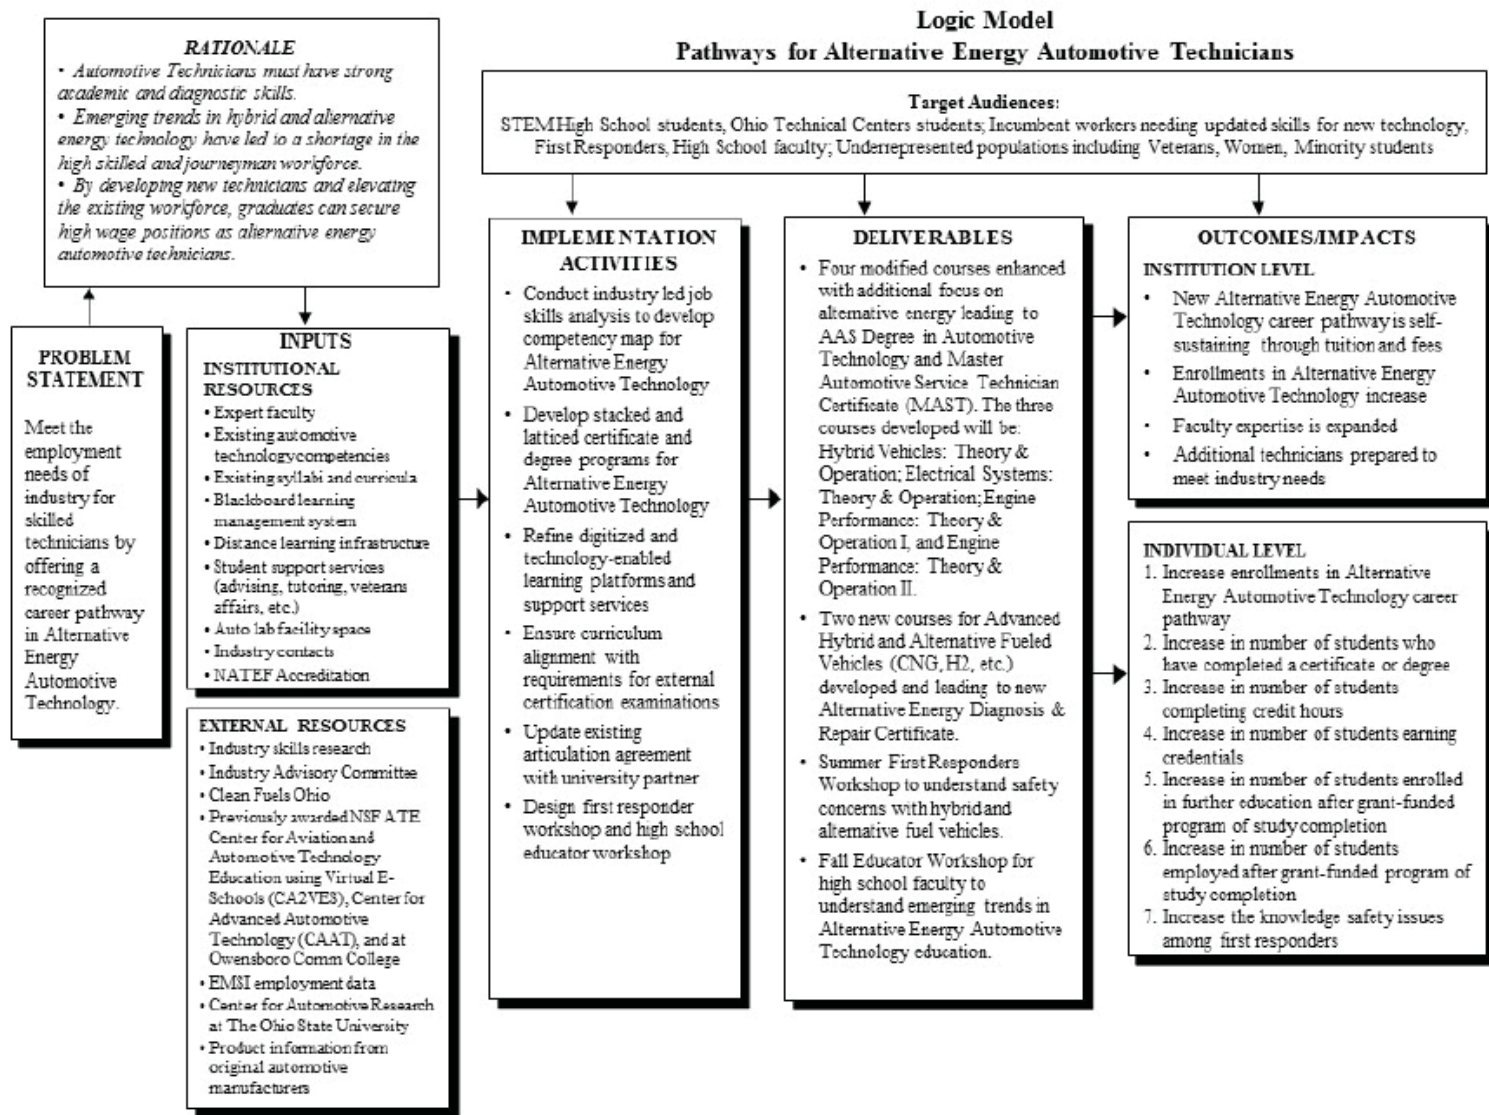 Logic Model
Pathways for Alternative Energy Automotive Technicians
RATIONALE
• Automotive Technicians must have strong
academic and diagnostic skills.
• Emerging trends in hybrid and alternative
energy technology have led to a shortage in the
high skilled and journeyman workforce.
• By developing new technicians and elevating
the existing workforce, graduates can secure
high wage positions as alternative energy
automotive technicians.
Target Audiences:
STEM High School students, Ohio Technical Centers students; Incumbent workers needing updated skills for new technology,
First Responders, High School faculty; Underrepresented populations including Veterans, Women, Minority students
PROBLEM
STATEMENT
Meet the
employment
needs of
industry for
skilled
technicians by
offering a
recognized
career pathway
in Alternative
Energy
Automotive
Technology.
INPUTS
INSTITUTIONAL
RESOURCES
• Expert faculty
• Existing automotive
technology competencies
• Existing syllabi and curricula
• Blackboard learning
management system
• Distance learning infrastructure
• Student support services
(advising, tutoring, veterans
affairs, etc.)
• Auto lab facility space
• Industry contacts
• NATEF Accreditation
EXTERNAL RESOURCES
• Industry skills research
• Industry Advisory Committee
• Clean Fuels Ohio
• Previously awarded NSF ATE
Center for Aviation and
Automotive Technology
Education using Virtual E-
Schools (CA2VES), Center for
Advanced Automotive
Technology (CAAT), and at
Owensboro Comm College
• EMSI employment data
• Center for Automotive Research
at The Ohio State University
• Product information from
original automotive
manufacturers
IMPLEMENTATION
ACTIVITIES
• Conduct industry led job
skills analysis to develop
competency map for
Alternative Energy
Automotive Technology
• Develop stacked and
latticed certificate and
degree programs for
Alternative Energy
Automotive Technology
• Refine digitized and
technology-enabled
learning platforms and
support services
• Ensure curriculum
alignment with
requirements for external
certification examinations
• Update existing
articulation agreement
with university partner
• Design first responder
workshop and high school
educator workshop
DELIVERABLES
• Four modified courses enhanced
with additional focus on
alternative energy leading to
AAS Degree in Automotive
Technology and Master
Automotive Service Technician
Certificate (MAST). The three
courses developed will be:
Hybrid Vehicles: Theory &
Operation; Electrical Systems:
Theory & Operation; Engine
Performance: Theory &
Operation I, and Engine
Performance: Theory &
Operation II.
• Two new courses for Advanced
Hybrid and Alternative Fueled
Vehicles (CNG, H2, etc.)
developed and leading to new
Alternative Energy Diagnosis &
Repair Certificate.
• Summer First Responders
Workshop to understand safety
concerns with hybrid and
alternative fuel vehicles.
• Fall Educator Workshop for
high school faculty to
understand emerging trends in
Alternative Energy Automotive
Technology education.
OUTCOMES/IMPACTS
INSTITUTION LEVEL
• New Alternative Energy Automotive
Technology career pathway is self-
sustaining through tuition and fees
• Enrollments in Alternative Energy
Automotive Technology increase
• Faculty expertise is expanded
• Additional technicians prepared to
meet industry needs
INDIVIDUAL LEVEL
1. Increase enrollments in Alternative
Energy Automotive Technology career
pathway
2. Increase in number of students who
have completed a certificate or degree
3. Increase in number of students
completing credit hours
4. Increase in number of students earning
credentials
5. Increase in number of students enrolled
in further education after grant-funded
program of study completion
6. Increase in number of students
employed after grant-funded program of
study completion
7. Increase the knowledge safety issues
among first responders